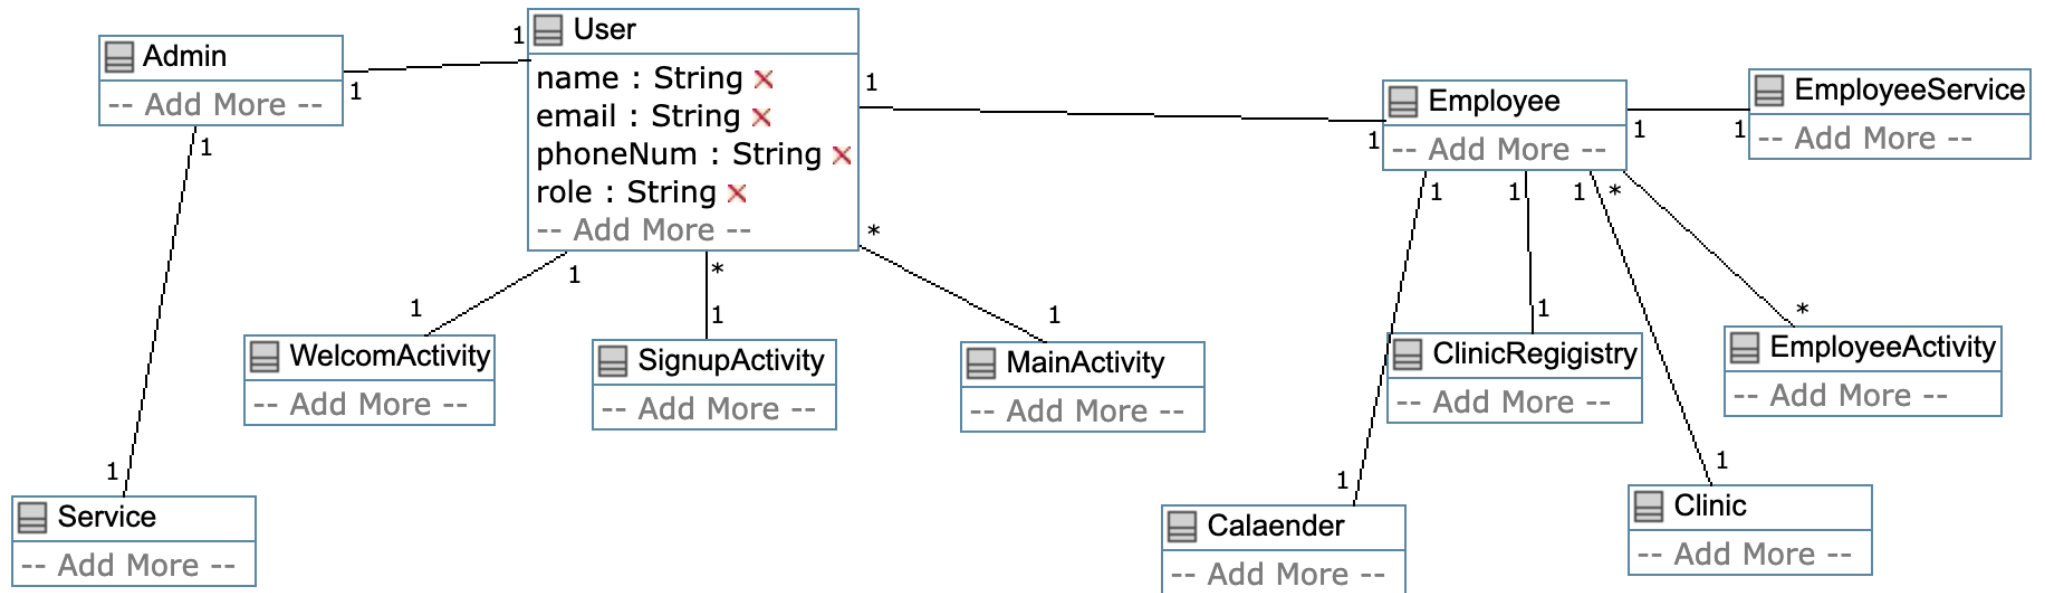 Admin
-- Add More --
1
1
1
User
name : String
email : String
phoneNum : String
role : String
-- Add More --
1
1
Employee
-- Add More --
1
1
EmployeeService
-- Add More --
1
1
*
1
*
1
1
1
1
*
1
*
1
WelcomActivity
-- Add More --
SignupActivity
-- Add More --
MainActivity
-- Add More --
ClinicRegigistry
-- Add More --
EmployeeActivity
-- Add More --
1
Service
-- Add More --
1
Calaender
-- Add More --
1
Clinic
-- Add More --